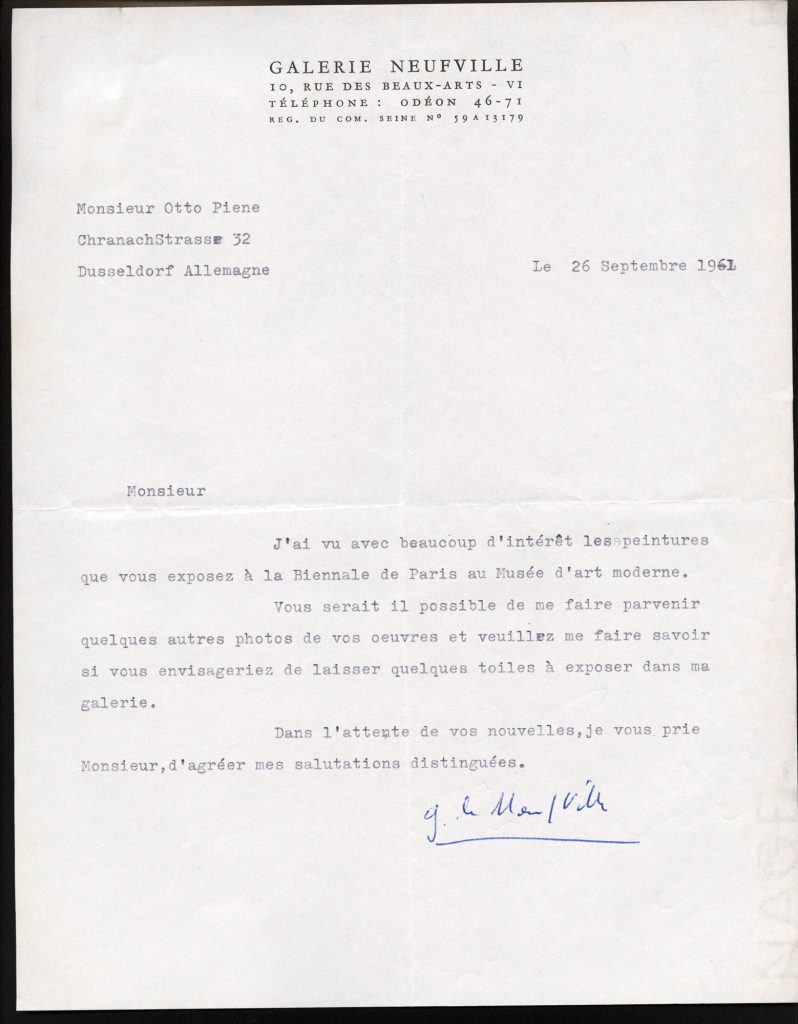 GALERIE NEUFVILLE
10, RUE DES BEAUX-ARTS - VI
TÉLÉPHONE : ODÉON 46-71
REG. DU COM. SEINE Nº 59A13179
Monsieur Otto Piene
ChranachStrasse 32
Dusseldorf Allemagne
Le 26 Septembre 1961
Monsieur
J'ai vu avec beaucoup d'intérêt les peintures
que vous exposez à la Biennale de Paris au Musée d'art moderne.
Vous serait il possible de me faire parvenir
quelques autres photos de vos oeuvres et veuillez me faire savoir
si vous envisageriez de laisser quelques toiles à exposer dans ma
galerie.
Dans l'attente de vos nouvelles,je vous prie
Monsieur,d'agréer mes salutations distinguées.
g. de Neufville